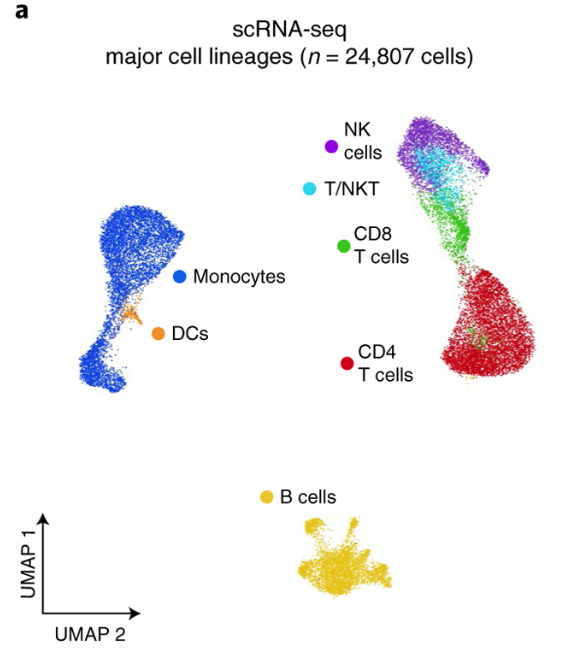 a
scRNA-seq
major cell lineages (n = 24,807 cells)
NK
cells
T/NKT
CD8
T cells
Monocytes
DCs
CD4
T cells
B cells
UMAP 1
UMAP 2